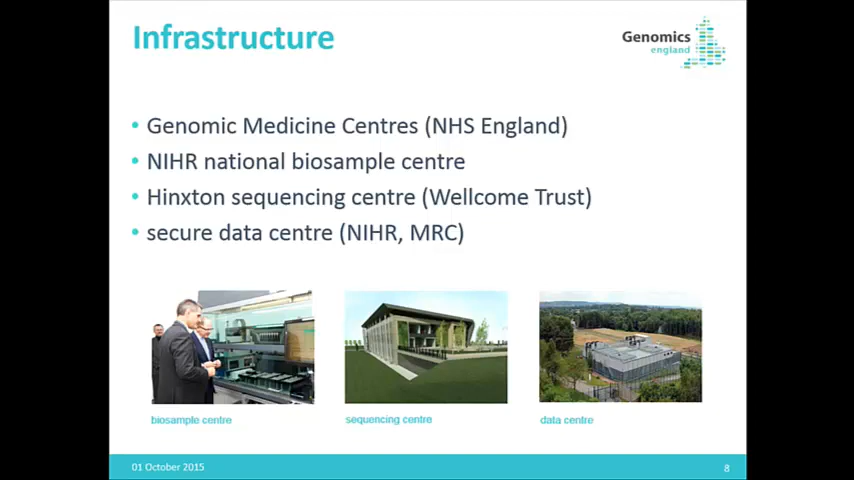 Infrastructure
Genomics
england
• Genomic Medicine Centres (NHS England)
• NIHR national biosample centre
• Hinxton sequencing centre (Wellcome Trust)
• secure data centre (NIHR, MRC)
biosample centre
sequencing centre
data centre
01 October 2015
8